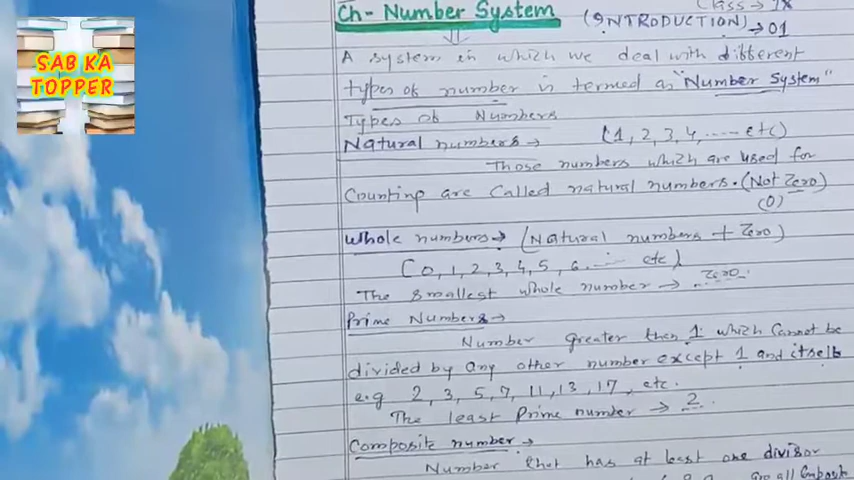 SAB KA
TOPPER
Class → IX
Ch- Number System (INTRODUCTION) → 01
A system in which we deal with different
types of number is termed as "Number System"
Types of Numbers
Natural numbers → (1, 2, 3, 4, ..... etc)
Those numbers which are used for
Counting are Called natural numbers. (Not Zero)
(0)
Whole numbers → (Natural numbers + Zero)
(0, 1, 2, 3, 4, 5, 6..... etc)
The smallest whole number → Zero.
Prime Numbers →
Number greater then 1 which Cannot be
divided by any other number except 1 and itself
e.g 2, 3, 5, 7, 11, 13, 17, etc.
The least Prime number → 2.
Composite number →
Number that has at least one divisor
are all